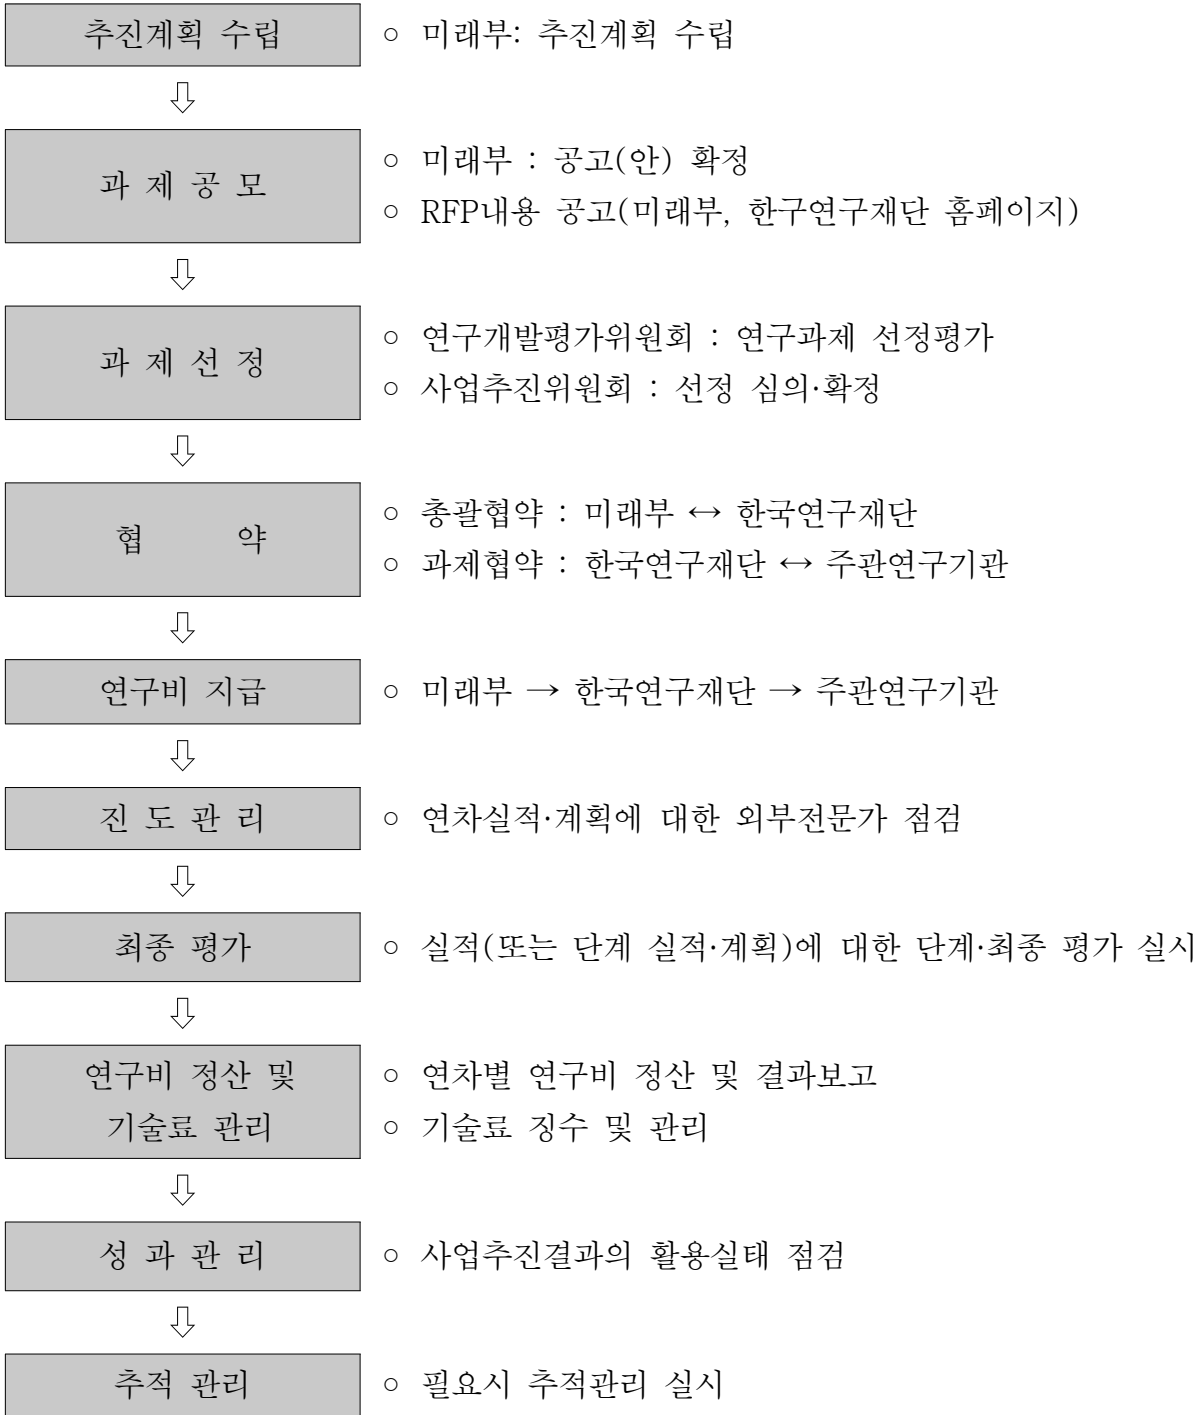 추진계획 수립
○ 미래부: 추진계획 수립
과 제 공 모
○ 미래부 : 공고(안) 확정
○ RFP내용 공고(미래부, 한구연구재단 홈페이지)
과 제 선 정
○ 연구개발평가위원회 : 연구과제 선정평가
○ 사업추진위원회 : 선정 심의·확정
협 약
○ 총괄협약 : 미래부 ↔ 한국연구재단
○ 과제협약 : 한국연구재단 ↔ 주관연구기관
연구비 지급
○ 미래부 → 한국연구재단 → 주관연구기관
진 도 관 리
○ 연차실적·계획에 대한 외부전문가 점검
최종 평가
○ 실적(또는 단계 실적·계획)에 대한 단계·최종 평가 실시
연구비 정산 및
기술료 관리
○ 연차별 연구비 정산 및 결과보고
○ 기술료 징수 및 관리
성 과 관 리
○ 사업추진결과의 활용실태 점검
추적 관리
○ 필요시 추적관리 실시